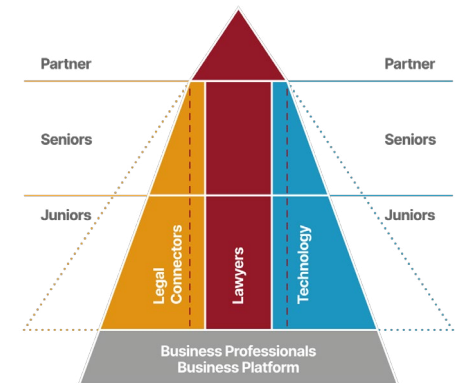 Partner
Partner
Seniors
Seniors
Juniors
Juniors
Legal
Connectors
Lawyers
Technology
Business Professionals
Business Platform